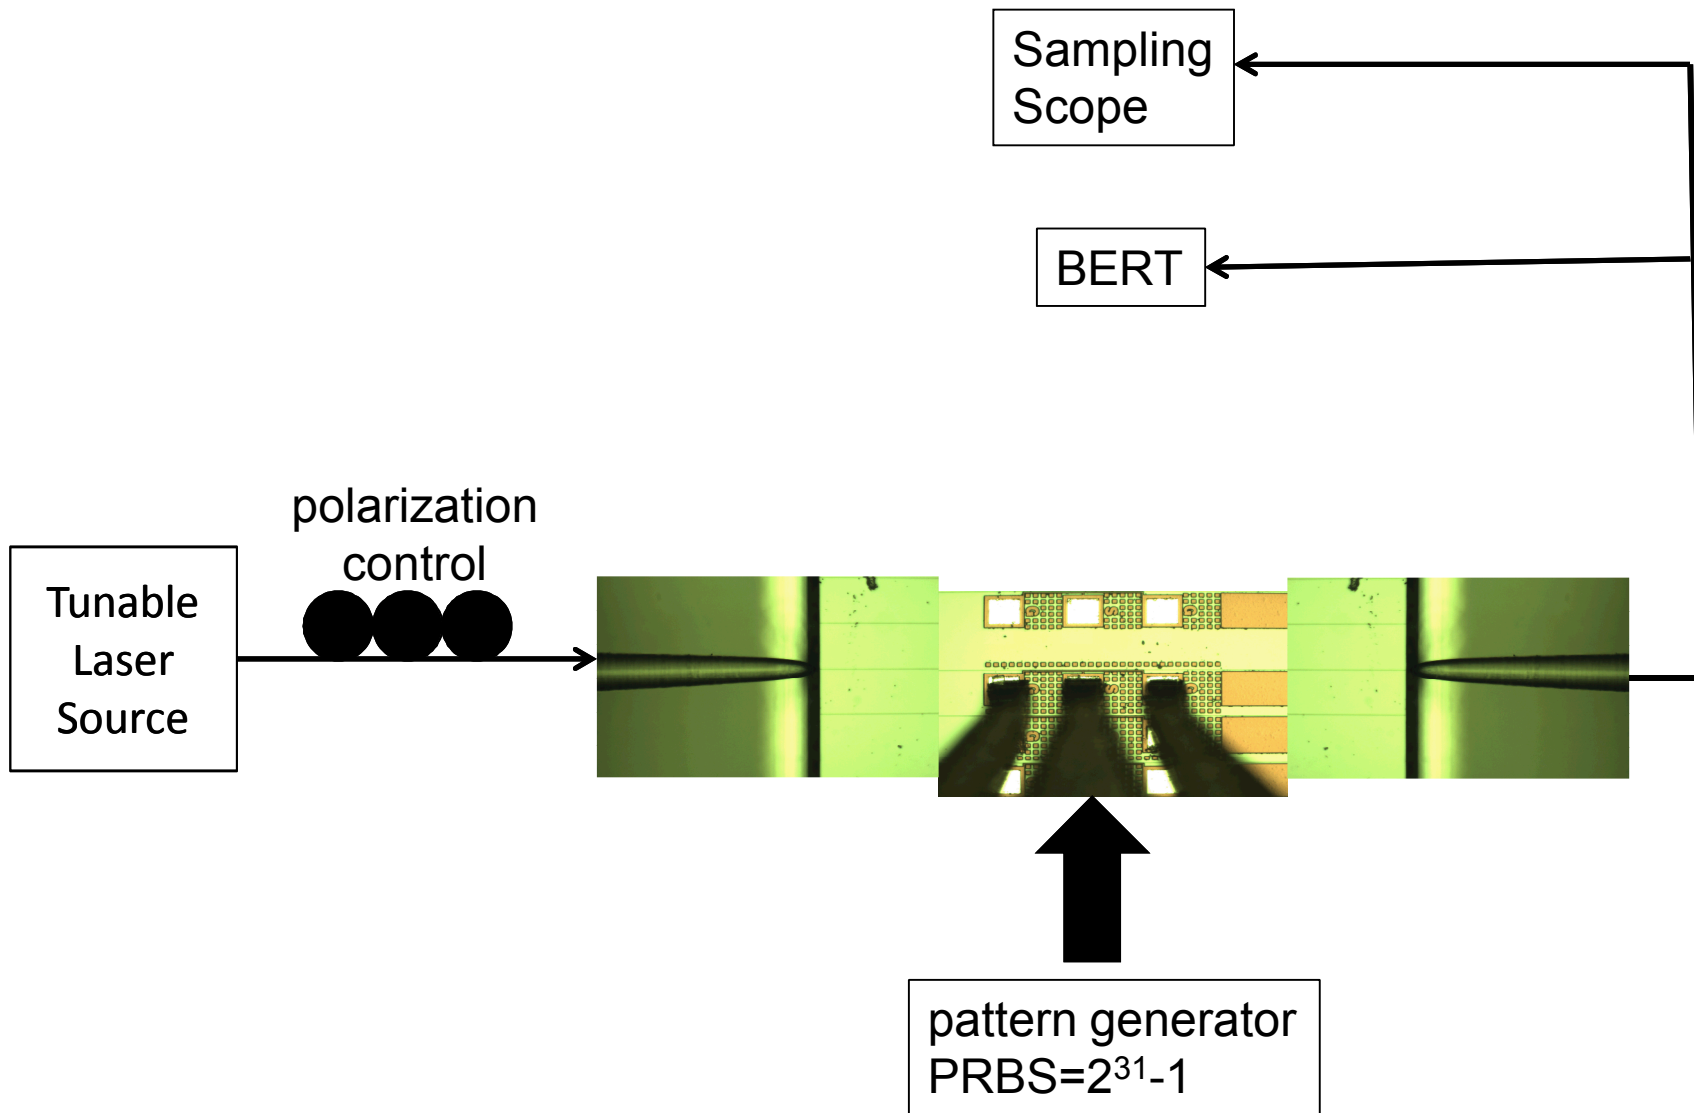 Sampling
Scope
BERT
polarization
control
Tunable
Laser
Source
G
S
G
G
S
G
G
pattern generator
PRBS=2³¹-1